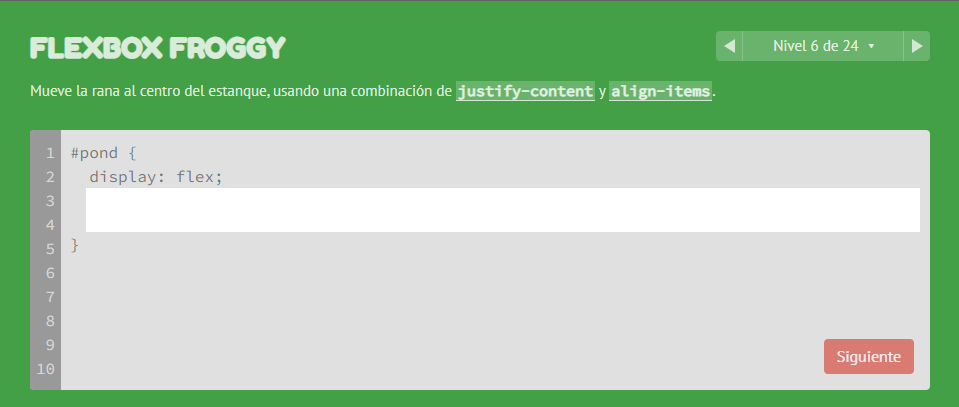 FLEXBOX FROGGY
◀ Nivel 6 de 24 ▾ ▶
Mueve la rana al centro del estanque, usando una combinación de justify-content y align-items.
1 #pond {
2 display: flex;
3
4
5 }
6
7
8
9
10
Siguiente